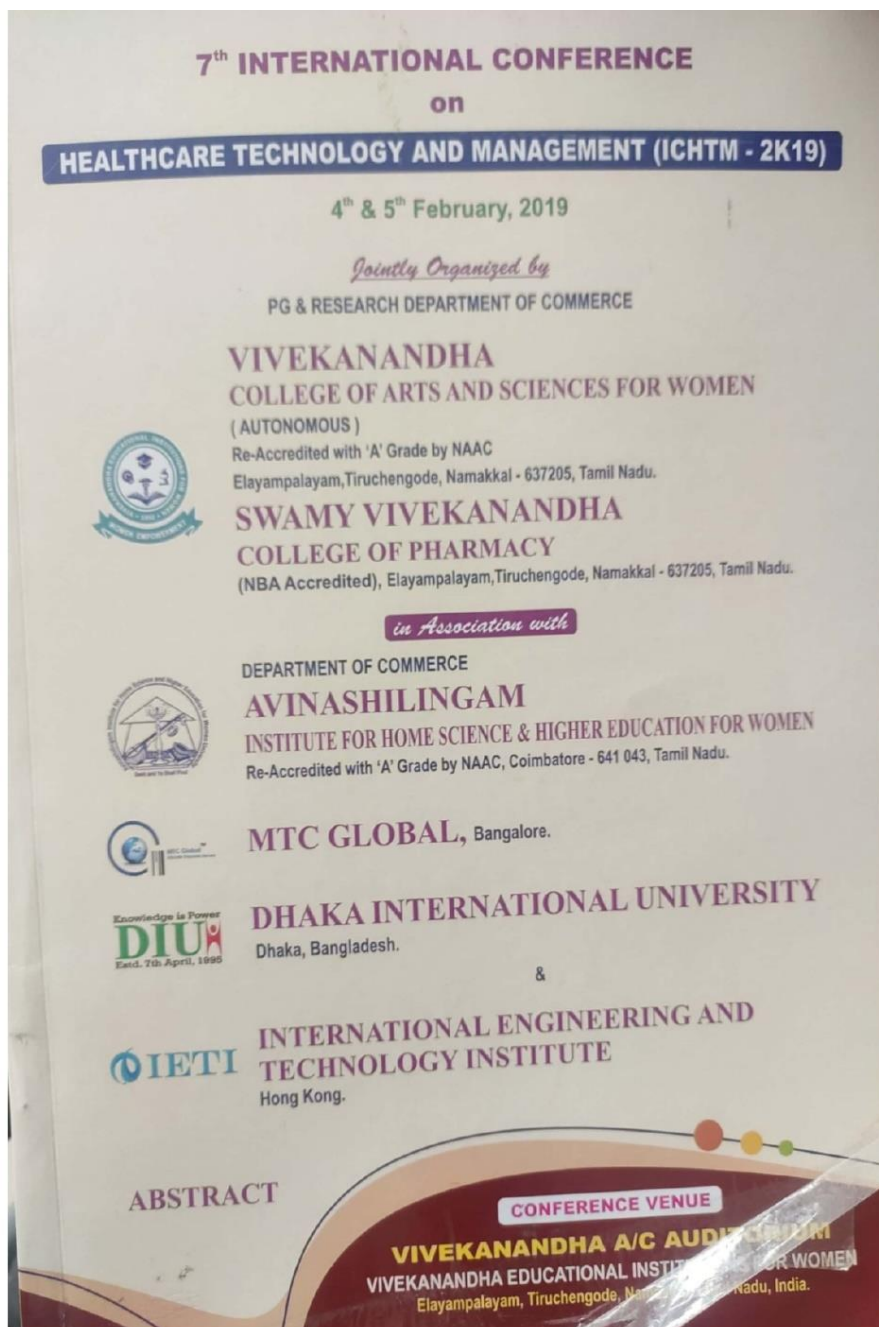 7th INTERNATIONAL CONFERENCE
on
HEALTHCARE TECHNOLOGY AND MANAGEMENT (ICHTM - 2K19)
4th & 5th February, 2019
Jointly Organized by
PG & RESEARCH DEPARTMENT OF COMMERCE
VIVEKANANDHA
COLLEGE OF ARTS AND SCIENCES FOR WOMEN
( AUTONOMOUS )
Re-Accredited with ‘A’ Grade by NAAC
Elayampalayam,Tiruchengode, Namakkal - 637205, Tamil Nadu.
WOMEN EMPOWERMENT
SWAMY VIVEKANANDHA
COLLEGE OF PHARMACY
(NBA Accredited), Elayampalayam,Tiruchengode, Namakkal - 637205, Tamil Nadu.
in Association with
DEPARTMENT OF COMMERCE
AVINASHILINGAM
INSTITUTE FOR HOME SCIENCE & HIGHER EDUCATION FOR WOMEN
Re-Accredited with ‘A’ Grade by NAAC, Coimbatore - 641 043, Tamil Nadu.
MTC Global
MTC GLOBAL, Bangalore.
Knowledge is Power
DIU
Estd. 7th April, 1995
DHAKA INTERNATIONAL UNIVERSITY
Dhaka, Bangladesh.
&
IETI
INTERNATIONAL ENGINEERING AND
TECHNOLOGY INSTITUTE
Hong Kong.
ABSTRACT
CONFERENCE VENUE
VIVEKANANDHA A/C AUDITORIUM
VIVEKANANDHA EDUCATIONAL FOR WOMEN
Elayampalayam, Tiruchengode, Nadu, India.